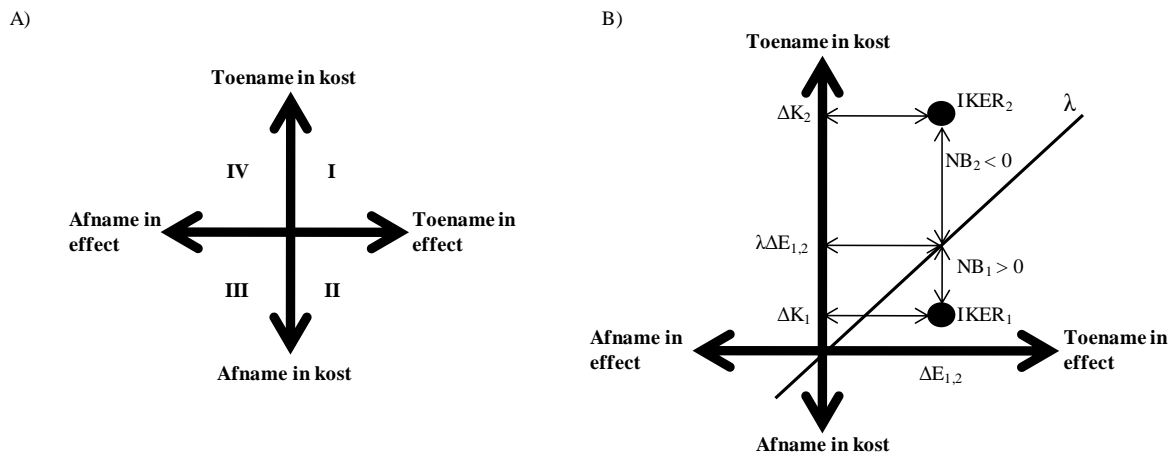 A)
Toename in kost
IV
I
Afname in
effect
Toename in
effect
III
II
Afname in kost
B)
Toename in kost
ΔK₂
IKER₂
λ
NB₂ < 0
λΔE₁,₂
NB₁ > 0
ΔK₁
IKER₁
Afname in
effect
Toename in
effect
ΔE₁,₂
Afname in kost